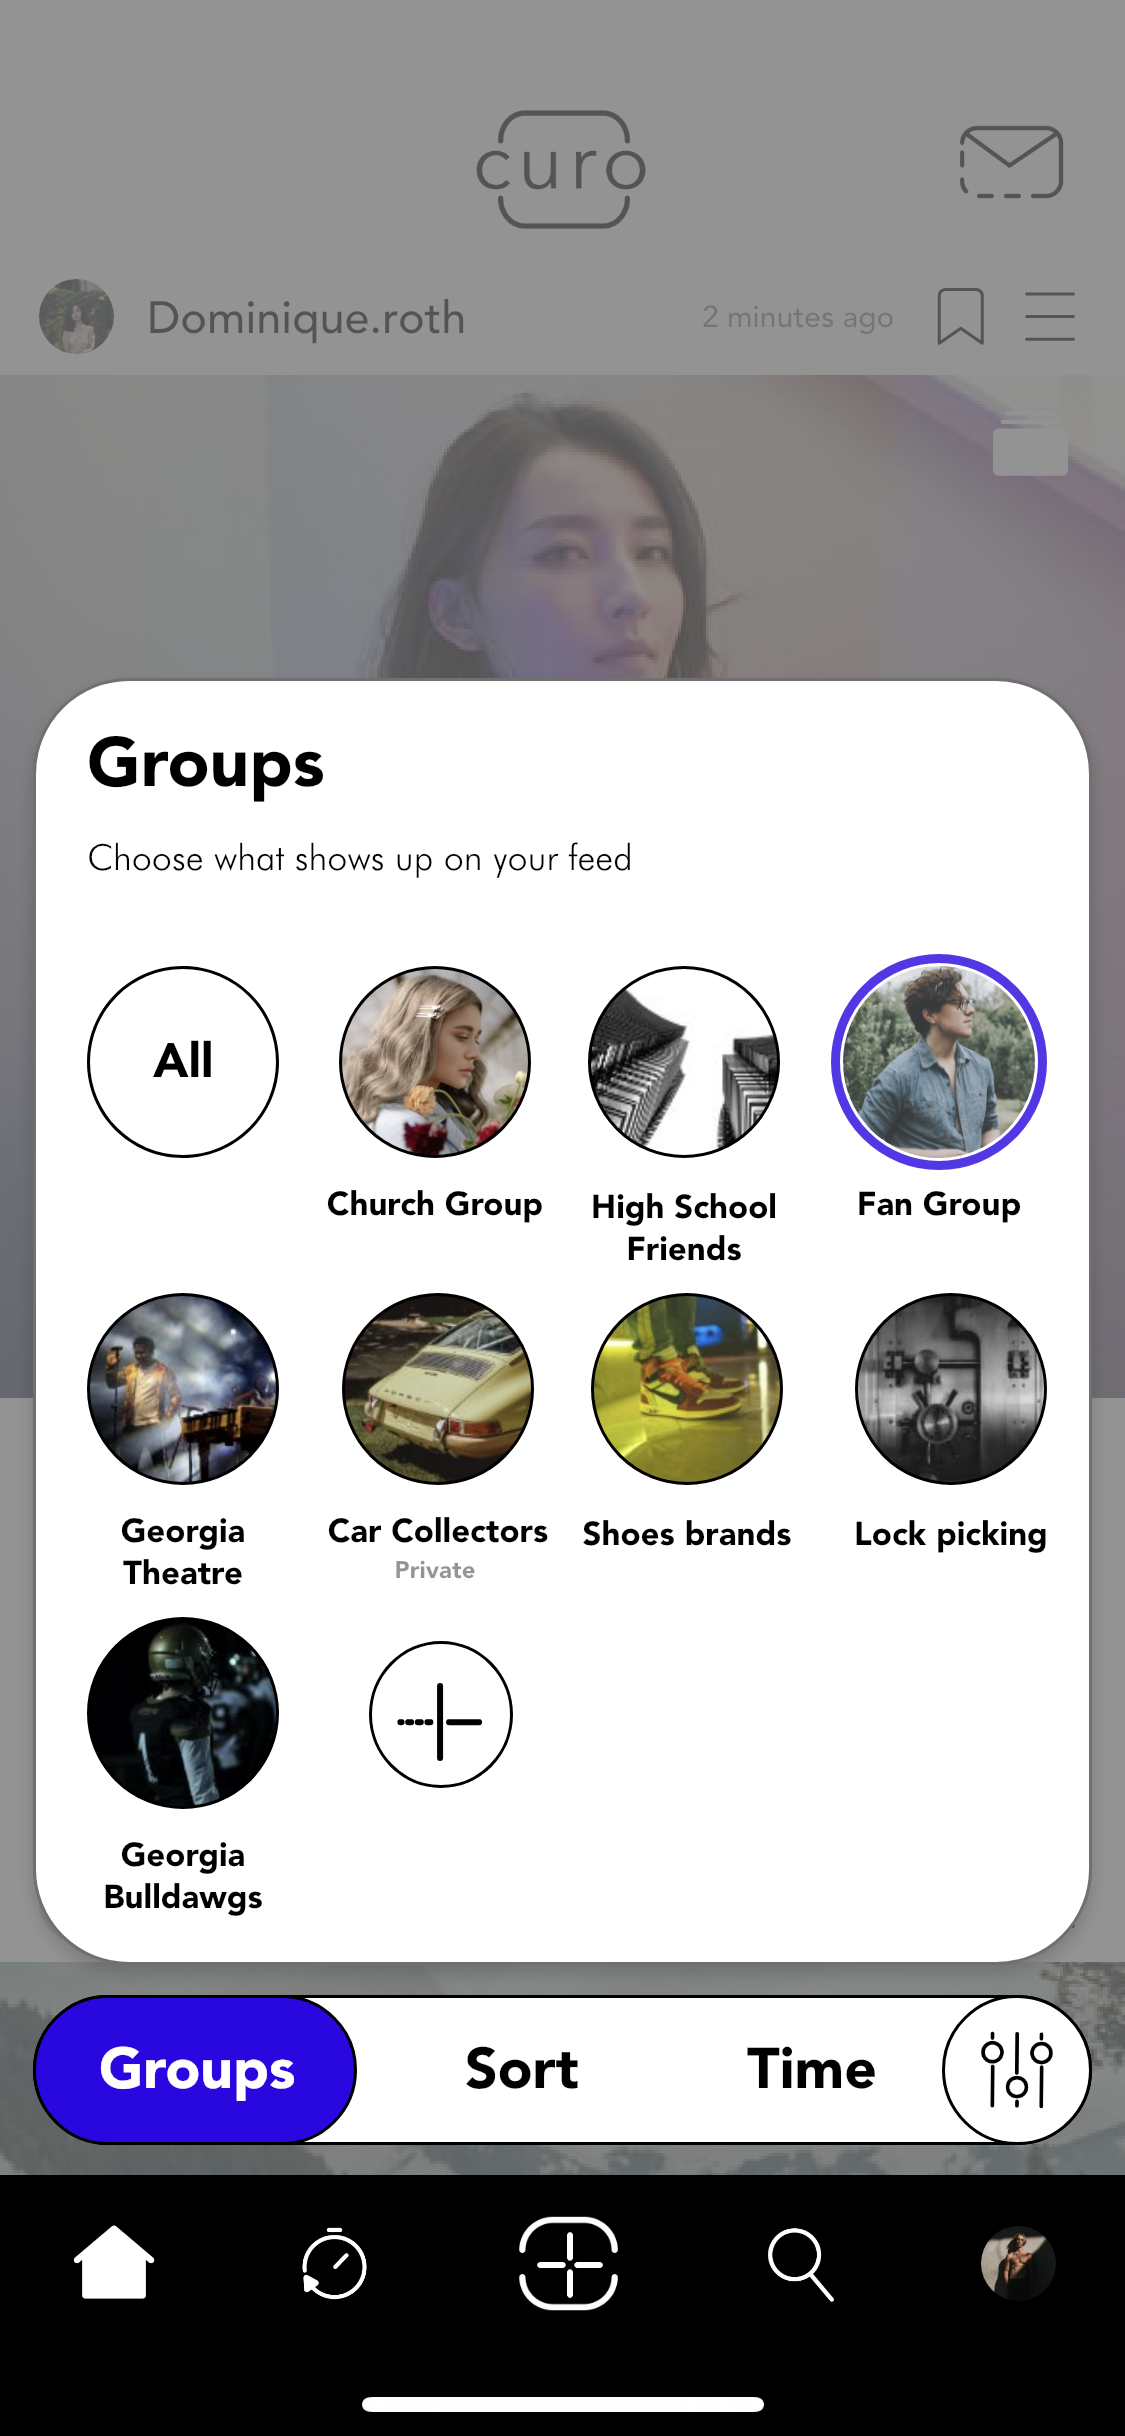 curo
Dominique.roth
2 minutes ago
Groups
Choose what shows up on your feed
All
Church Group
High School
Friends
Fan Group
Georgia
Theatre
Car Collectors
Private
Shoes brands
Lock picking
Georgia
Bulldawgs
Groups
Sort
Time